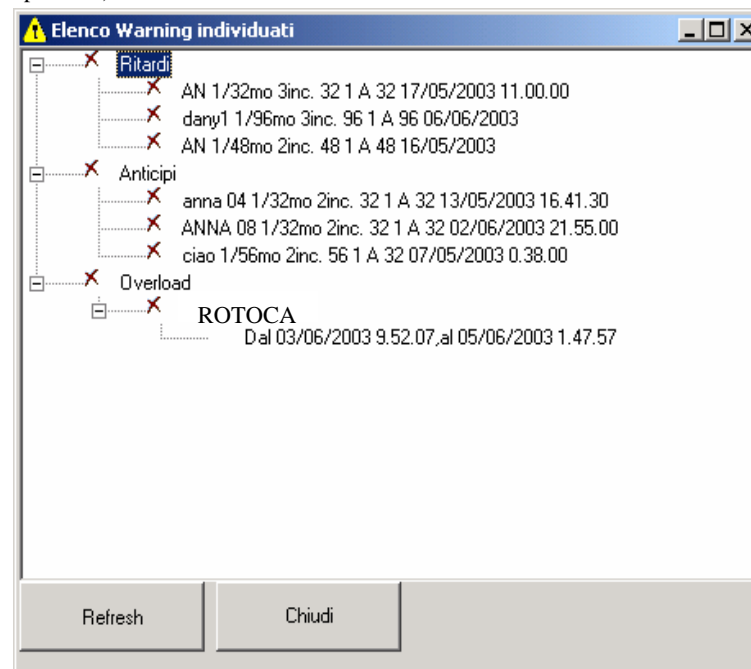 Elenco Warning individuati
Ritardi
AN 1/32mo 3inc. 32 1 A 32 17/05/2003 11.00.00
dany1 1/96mo 3inc. 96 1 A 96 06/06/2003
AN 1/48mo 2inc. 48 1 A 48 16/05/2003
Anticipi
anna 04 1/32mo 2inc. 32 1 A 32 13/05/2003 16.41.30
ANNA 08 1/32mo 2inc. 32 1 A 32 02/06/2003 21.55.00
ciao 1/56mo 2inc. 56 1 A 32 07/05/2003 0.38.00
Overload
ROTOCA
Dal 03/06/2003 9.52.07,al 05/06/2003 1.47.57
Refresh
Chiudi